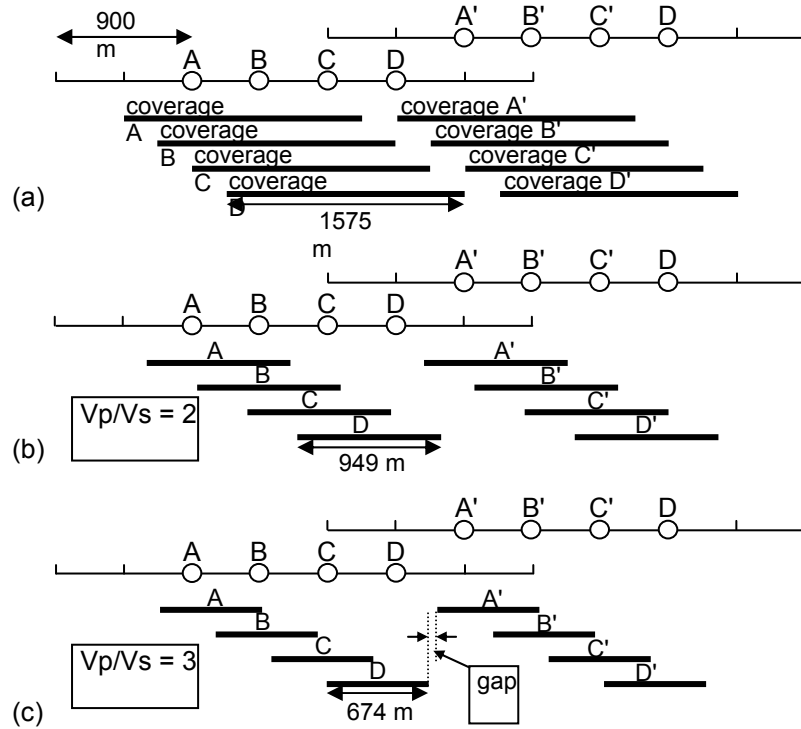 900
m
A' B' C' D
A B C D
coverage coverage A'
A coverage coverage B'
B coverage coverage C'
C coverage coverage D'
D
(a)
1575
m
A' B' C' D
A B C D
A A'
B B'
C C'
D D'
Vp/Vs = 2
(b)
949 m
A' B' C' D
A B C D
A A'
B B'
C C'
D D'
Vp/Vs = 3
gap
(c)
674 m